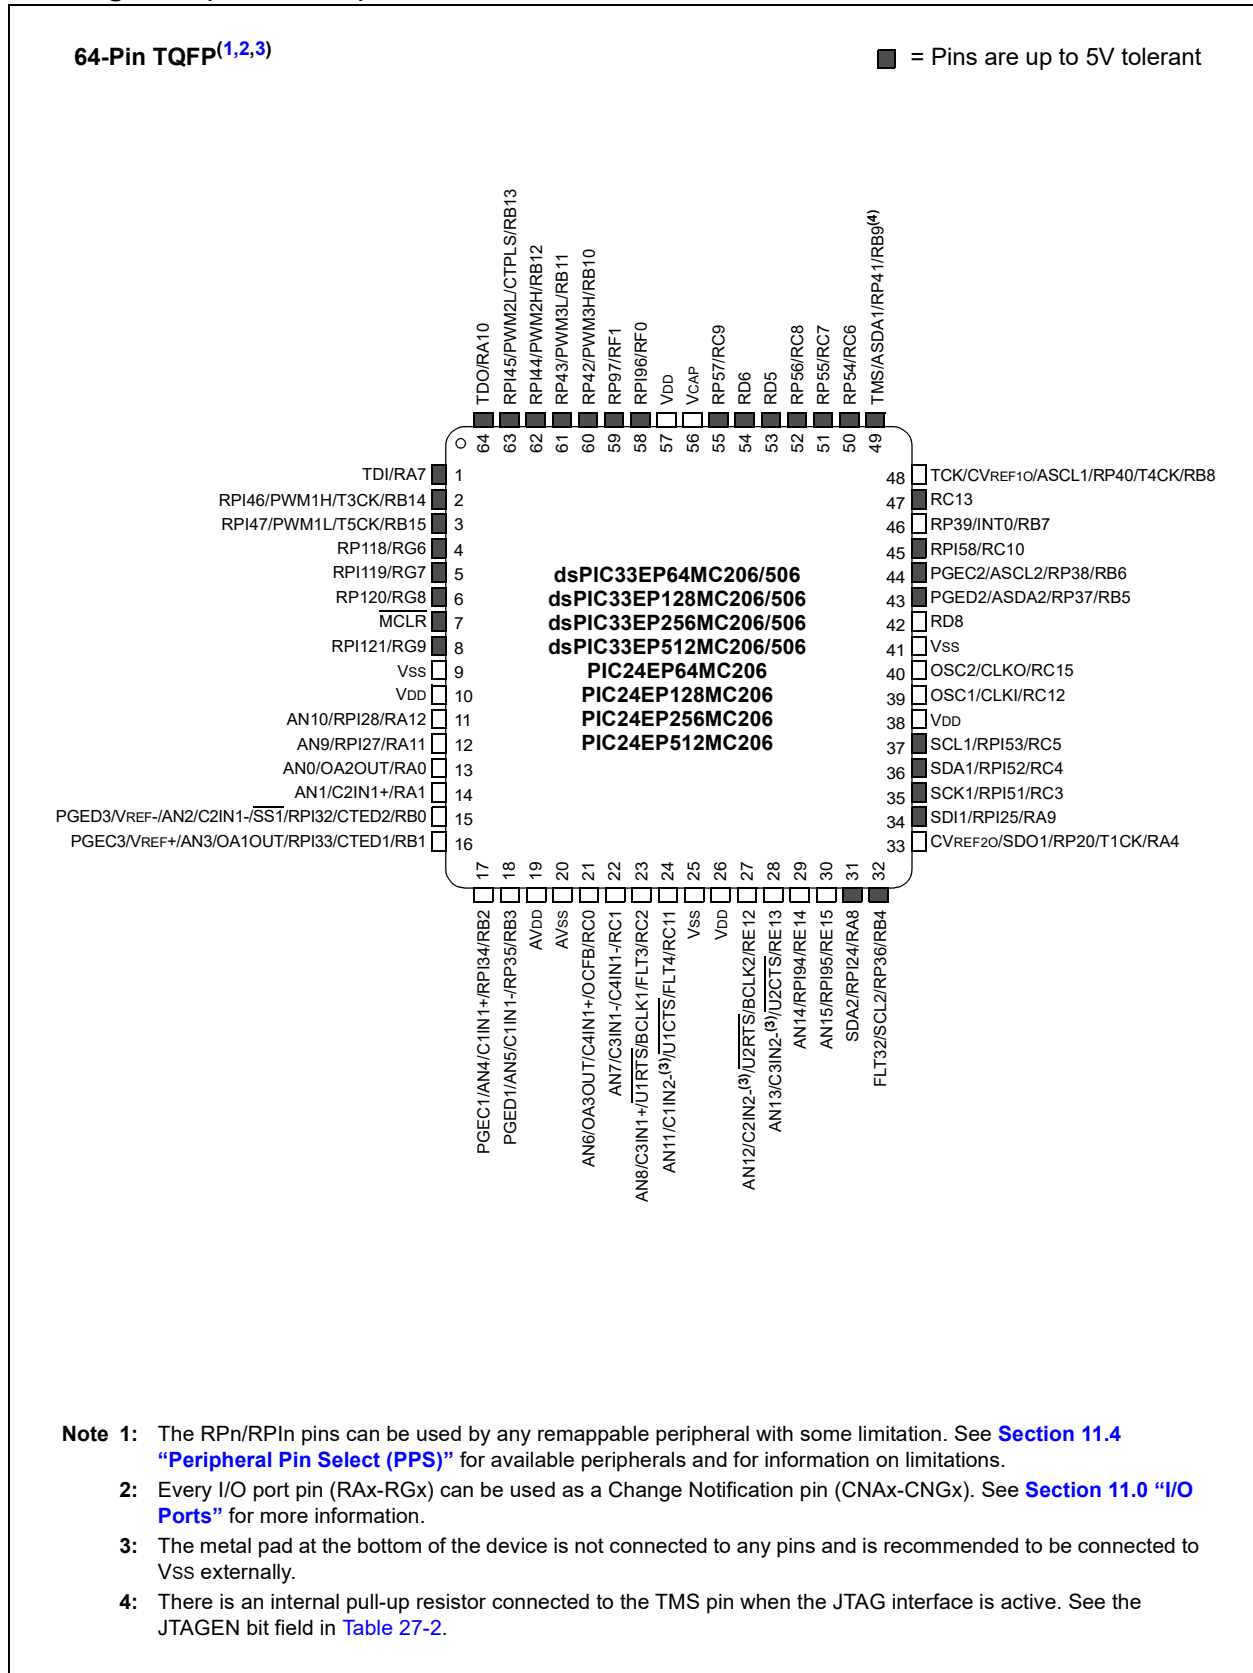 64-Pin TQFP(1,2,3)
= Pins are up to 5V tolerant
TDO/RA10
RPI45/PWM2L/CTPLS/RB13
RPI44/PWM2H/RB12
RP43/PWM3L/RB11
RP42/PWM3H/RB10
RP97/RF1
RPI96/RF0
VDD
VCAP
RP57/RC9
RD6
RD5
RP56/RC8
RP55/RC7
RP54/RC6
TMS/ASDA1/RP41/RB9(4)
64
63
62
61
60
59
58
57
56
55
54
53
52
51
50
49
TDI/RA7 1
RPI46/PWM1H/T3CK/RB14 2
RPI47/PWM1L/T5CK/RB15 3
RP118/RG6 4
RPI119/RG7 5
RP120/RG8 6
MCLR 7
RPI121/RG9 8
VSS 9
VDD 10
AN10/RPI28/RA12 11
AN9/RPI27/RA11 12
AN0/OA2OUT/RA0 13
AN1/C2IN1+/RA1 14
PGED3/VREF-/AN2/C2IN1-/SS1/RPI32/CTED2/RB0 15
PGEC3/VREF+/AN3/OA1OUT/RPI33/CTED1/RB1 16
dsPIC33EP64MC206/506
dsPIC33EP128MC206/506
dsPIC33EP256MC206/506
dsPIC33EP512MC206/506
PIC24EP64MC206
PIC24EP128MC206
PIC24EP256MC206
PIC24EP512MC206
48 TCK/CVREF1O/ASCL1/RP40/T4CK/RB8
47 RC13
46 RP39/INT0/RB7
45 RPI58/RC10
44 PGEC2/ASCL2/RP38/RB6
43 PGED2/ASDA2/RP37/RB5
42 RD8
41 VSS
40 OSC2/CLKO/RC15
39 OSC1/CLKI/RC12
38 VDD
37 SCL1/RPI53/RC5
36 SDA1/RPI52/RC4
35 SCK1/RPI51/RC3
34 SDI1/RPI25/RA9
33 CVREF2O/SDO1/RP20/T1CK/RA4
17
18
19
20
21
22
23
24
25
26
27
28
29
30
31
32
PGEC1/AN4/C1IN1+/RPI34/RB2
PGED1/AN5/C1IN1-/RP35/RB3
AVDD
AVSS
AN6/OA3OUT/C4IN1+/OCFB/RC0
AN7/C3IN1-/C4IN1-/RC1
AN8/C3IN1+/U1RTS/BCLK1/FLT3/RC2
AN11/C1IN2-(3)/U1CTS/FLT4/RC11
VSS
VDD
AN12/C2IN2-(3)/U2RTS/BCLK2/RE12
AN13/C3IN2-(3)/U2CTS/RE13
AN14/RPI94/RE14
AN15/RPI95/RE15
SDA2/RPI24/RA8
FLT32/SCL2/RP36/RB4
Note 1: The RPn/RPIn pins can be used by any remappable peripheral with some limitation. See Section 11.4
“Peripheral Pin Select (PPS)” for available peripherals and for information on limitations.
2: Every I/O port pin (RAx-RGx) can be used as a Change Notification pin (CNAx-CNGx). See Section 11.0 “I/O
Ports” for more information.
3: The metal pad at the bottom of the device is not connected to any pins and is recommended to be connected to
VSS externally.
4: There is an internal pull-up resistor connected to the TMS pin when the JTAG interface is active. See the
JTAGEN bit field in Table 27-2.